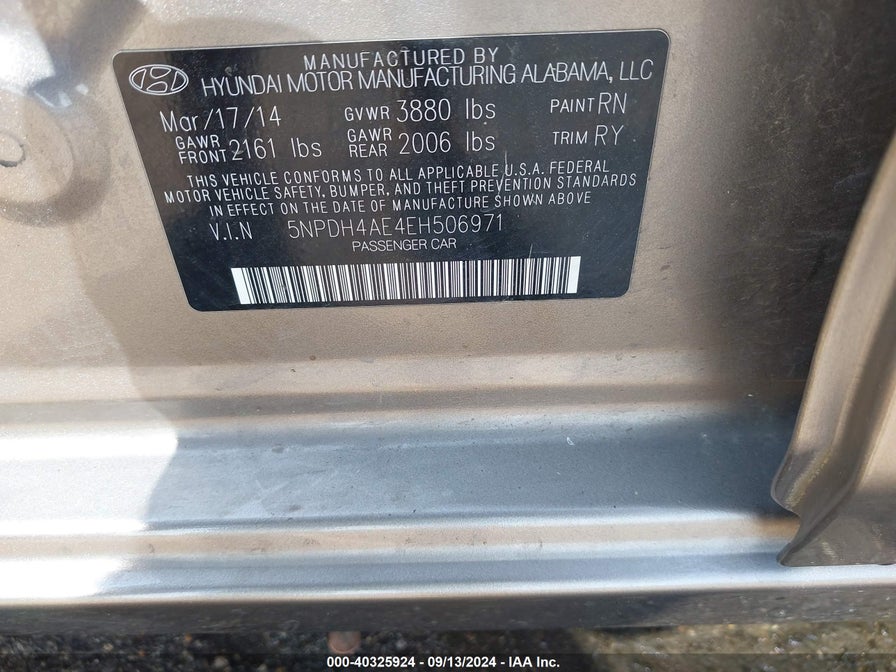 MANUFACTURED BY
HYUNDAI MOTOR MANUFACTURING ALABAMA, LLC
Mar/17/14 GVWR 3880 lbs PAINT RN
GAWR FRONT 2161 lbs GAWR REAR 2006 lbs TRIM RY
THIS VEHICLE CONFORMS TO ALL APPLICABLE U.S.A. FEDERAL
MOTOR VEHICLE SAFETY, BUMPER, AND THEFT PREVENTION STANDARDS
IN EFFECT ON THE DATE OF MANUFACTURE SHOWN ABOVE
V.I.N 5NPDH4AE4EH506971
PASSENGER CAR
000-40325924 - 09/13/2024 - IAA Inc.